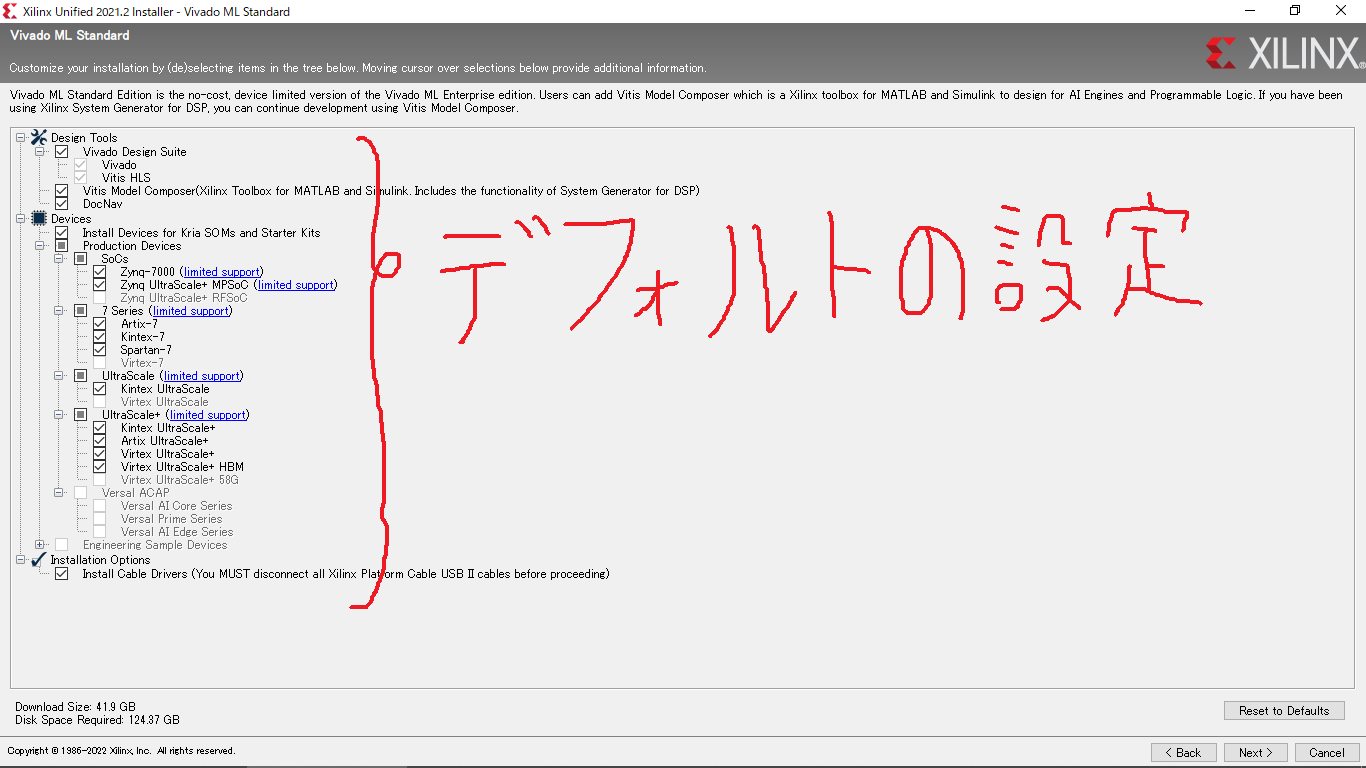 Xilinx Unified 2021.2 Installer - Vivado ML Standard
Vivado ML Standard
Customize your installation by (de)selecting items in the tree below. Moving cursor over selections below provide additional information.
XILINX
Vivado ML Standard Edition is the no-cost, device limited version of the Vivado ML Enterprise edition. Users can add Vitis Model Composer which is a Xilinx toolbox for MATLAB and Simulink to design for AI Engines and Programmable Logic. If you have been
using Xilinx System Generator for DSP, you can continue development using Vitis Model Composer.
Design Tools
Vivado Design Suite
Vivado
Vitis HLS
Vitis Model Composer(Xilinx Toolbox for MATLAB and Simulink. Includes the functionality of System Generator for DSP)
DocNav
Devices
Install Devices for Kria SOMs and Starter Kits
Production Devices
SoCs
Zynq-7000 (limited support)
Zynq UltraScale+ MPSoC (limited support)
Zynq UltraScale+ RFSoC
7 Series (limited support)
Artix-7
Kintex-7
Spartan-7
Virtex-7
UltraScale (limited support)
Kintex UltraScale
Virtex UltraScale
UltraScale+ (limited support)
Kintex UltraScale+
Artix UltraScale+
Virtex UltraScale+
Virtex UltraScale+ HBM
Virtex UltraScale+ 58G
Versal ACAP
Versal AI Core Series
Versal Prime Series
Versal AI Edge Series
Engineering Sample Devices
Installation Options
Install Cable Drivers (You MUST disconnect all Xilinx Platform Cable USB II cables before proceeding)
デフォルトの設定
Download Size: 41.9 GB
Disk Space Required: 124.37 GB
Reset to Defaults
Copyright © 1986-2022 Xilinx, Inc. All rights reserved.
< Back
Next >
Cancel